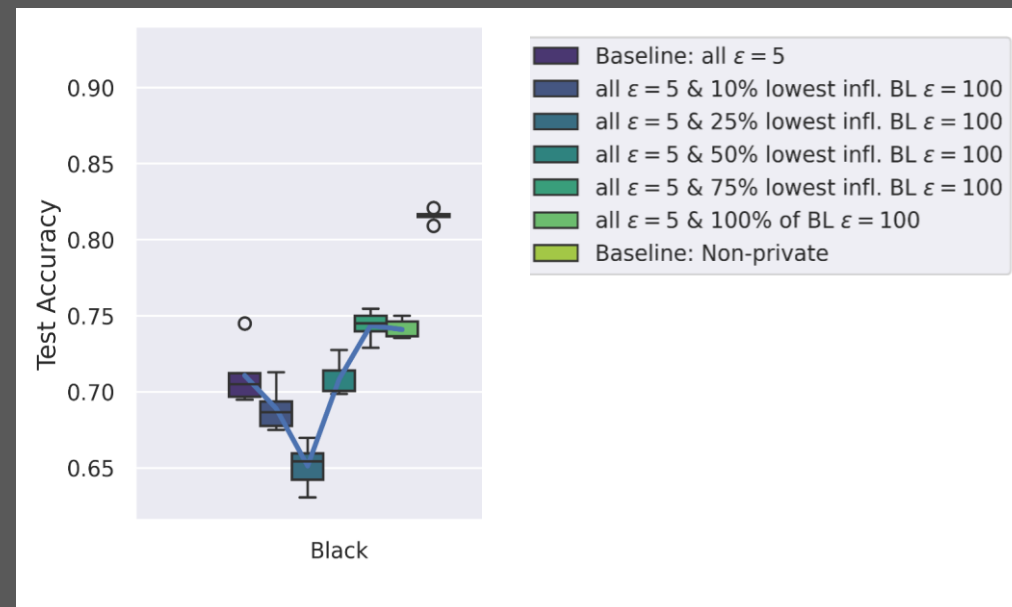 0.90
0.85
0.80
0.75
0.70
0.65
Test Accuracy
Black
Baseline: all ε = 5
all ε = 5 & 10% lowest infl. BL ε = 100
all ε = 5 & 25% lowest infl. BL ε = 100
all ε = 5 & 50% lowest infl. BL ε = 100
all ε = 5 & 75% lowest infl. BL ε = 100
all ε = 5 & 100% of BL ε = 100
Baseline: Non-private